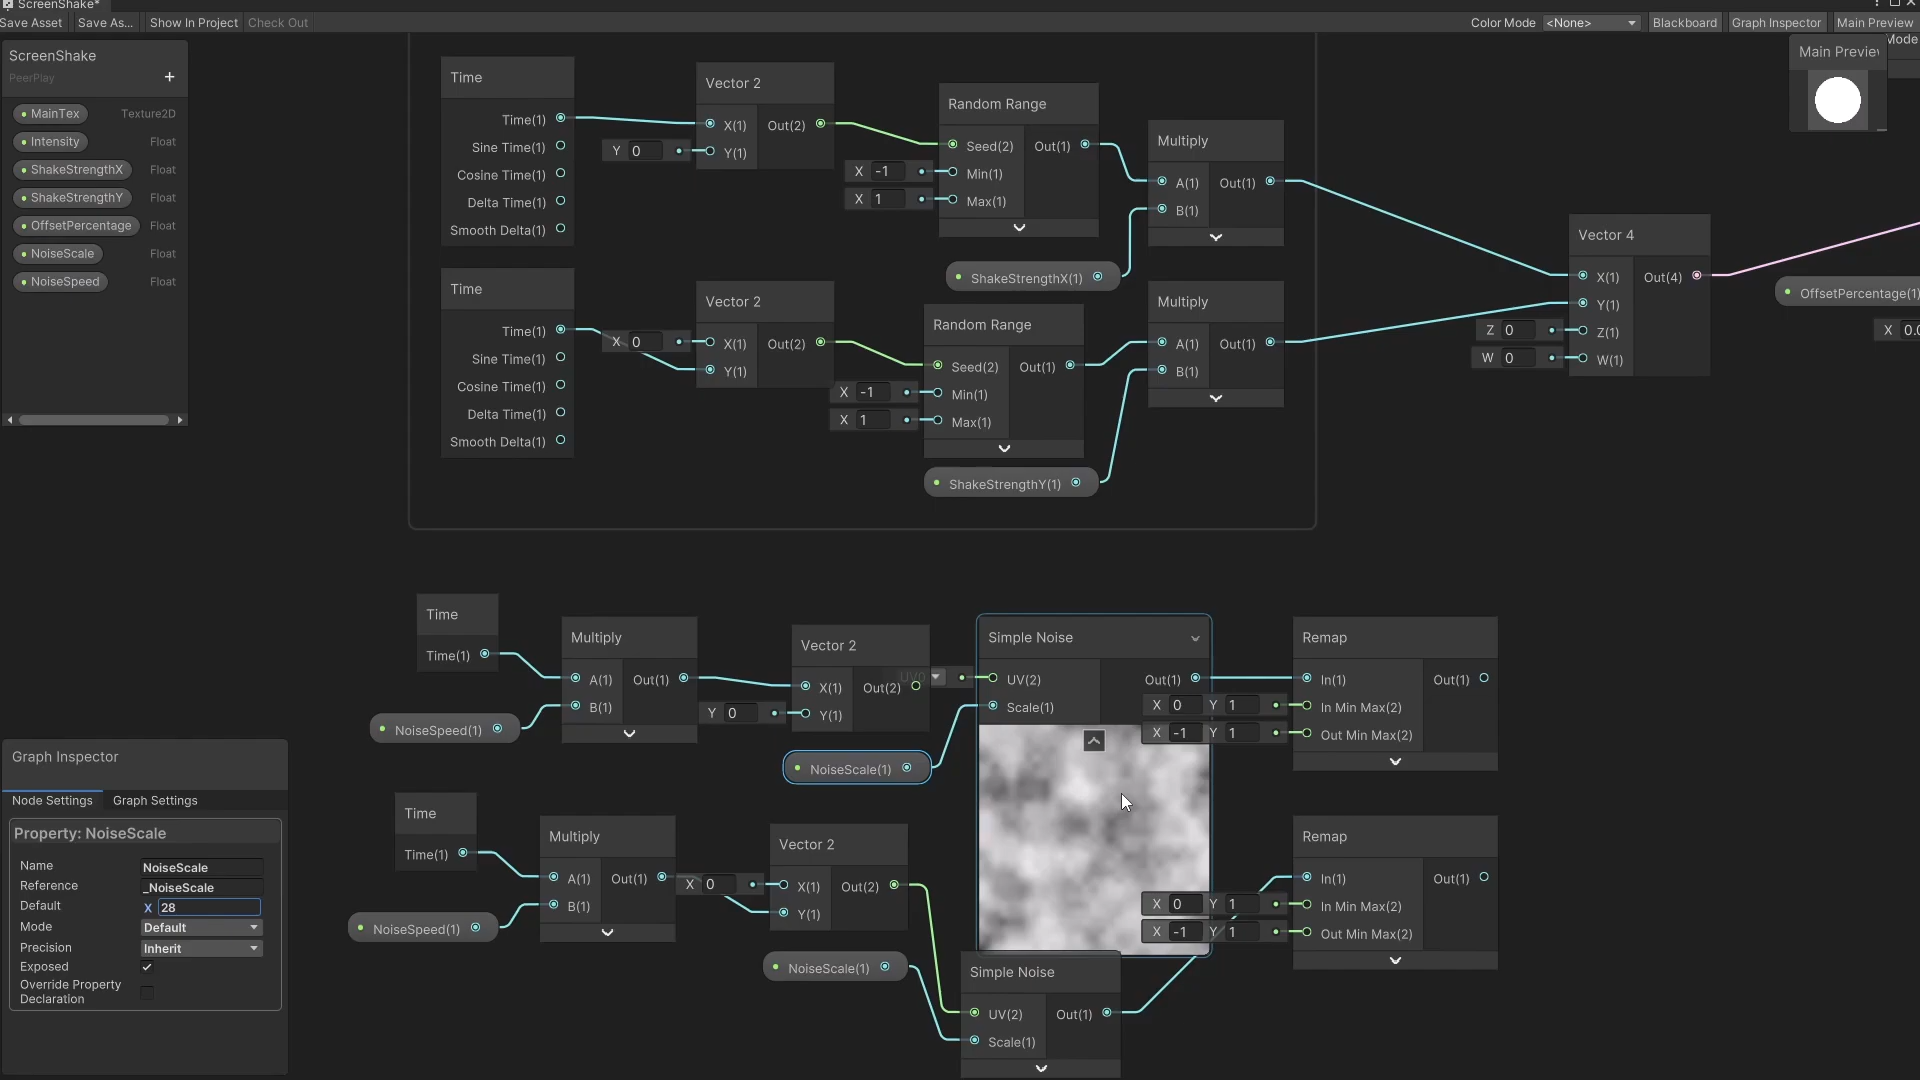 ScreenShake*
Save Asset Save As... Show In Project Check Out Color Mode <None> Blackboard Graph Inspector Main Preview
Mode
ScreenShake
PeerPlay
+
MainTex Texture2D
Intensity Float
ShakeStrengthX Float
ShakeStrengthY Float
OffsetPercentage Float
NoiseScale Float
NoiseSpeed Float
Main Preview
Time
Time(1)
Sine Time(1)
Cosine Time(1)
Delta Time(1)
Smooth Delta(1)
Vector 2
X(1) Out(2)
Y 0 Y(1)
Random Range
Seed(2) Out(1)
X -1 Min(1)
X 1 Max(1)
ShakeStrengthX(1)
Multiply
A(1) Out(1)
B(1)
Time
Time(1)
Sine Time(1)
Cosine Time(1)
Delta Time(1)
Smooth Delta(1)
Vector 2
X 0 X(1) Out(2)
Y(1)
Random Range
Seed(2) Out(1)
X -1 Min(1)
X 1 Max(1)
ShakeStrengthY(1)
Multiply
A(1) Out(1)
B(1)
Vector 4
X(1) Out(4)
Y(1)
Z 0 Z(1)
W 0 W(1)
OffsetPercentage(1)
X 0.0
Time
Time(1)
NoiseSpeed(1)
Multiply
A(1) Out(1)
B(1)
Vector 2
X(1) Out(2)
Y 0 Y(1)
NoiseScale(1)
UV0
Simple Noise
UV(2) Out(1)
Scale(1)
Remap
In(1) Out(1)
X 0 Y 1 In Min Max(2)
X -1 Y 1 Out Min Max(2)
Time
Time(1)
NoiseSpeed(1)
Multiply
A(1) Out(1)
B(1)
Vector 2
X 0 X(1) Out(2)
Y(1)
NoiseScale(1)
Simple Noise
UV(2) Out(1)
Scale(1)
Remap
In(1) Out(1)
X 0 Y 1 In Min Max(2)
X -1 Y 1 Out Min Max(2)
Graph Inspector
Node Settings Graph Settings
Property: NoiseScale
Name NoiseScale
Reference _NoiseScale
Default X 28
Mode Default
Precision Inherit
Exposed
Override Property
Declaration